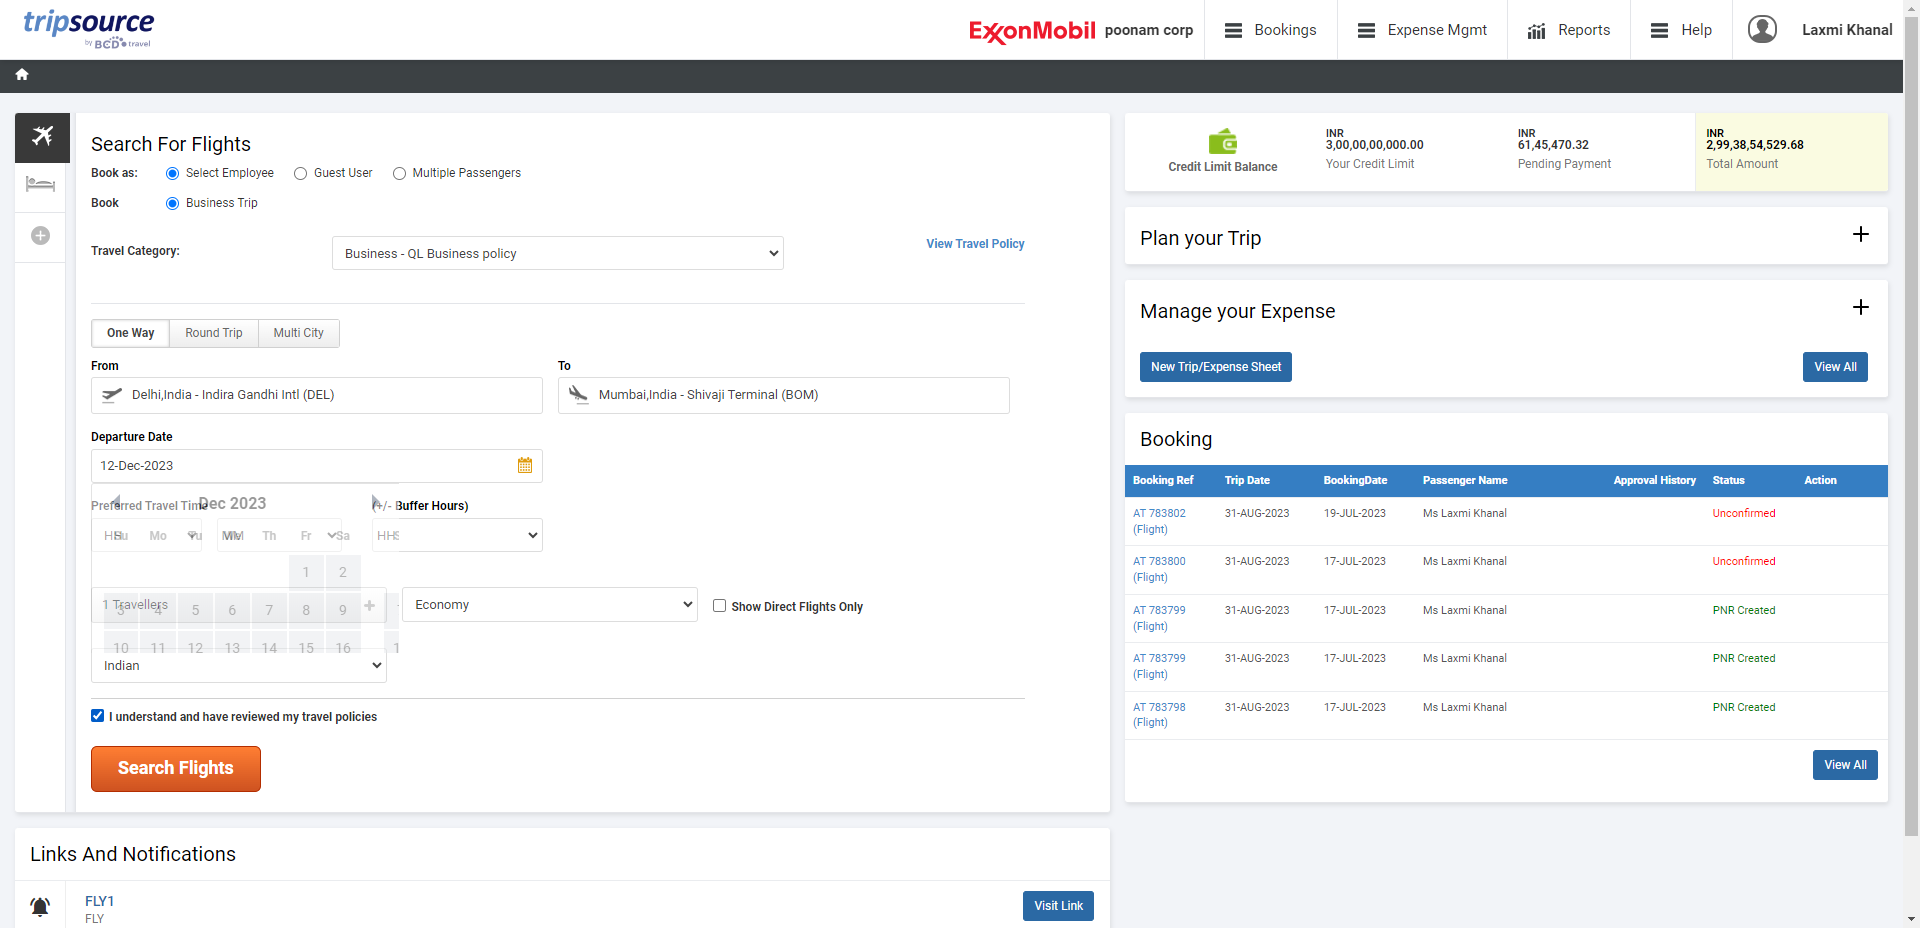 tripsource
by BCD travel
ExxonMobil poonam corp
Bookings
Expense Mgmt
Reports
Help
Laxmi Khanal
Search For Flights
Book as: Select Employee Guest User Multiple Passengers
Book Business Trip
Travel Category: Business - QL Business policy View Travel Policy
One Way Round Trip Multi City
From To
Delhi,India - Indira Gandhi Intl (DEL) Mumbai,India - Shivaji Terminal (BOM)
Departure Date
12-Dec-2023
Preferred Travel Time (+/- Buffer Hours)
Dec 2023
HH MM HH
Su Mo Tu We Th Fr Sa
1 2
1 Travellers Economy Show Direct Flights Only
3 4 5 6 7 8 9
10 11 12 13 14 15 16 1
Indian
I understand and have reviewed my travel policies
Search Flights
Links And Notifications
FLY1
FLY
Visit Link
Credit Limit Balance
INR
3,00,00,00,000.00
Your Credit Limit
INR
61,45,470.32
Pending Payment
INR
2,99,38,54,529.68
Total Amount
Plan your Trip
Manage your Expense
New Trip/Expense Sheet View All
Booking
Booking Ref Trip Date BookingDate Passenger Name Approval History Status Action
AT 783802 31-AUG-2023 19-JUL-2023 Ms Laxmi Khanal Unconfirmed
(Flight)
AT 783800 31-AUG-2023 17-JUL-2023 Ms Laxmi Khanal Unconfirmed
(Flight)
AT 783799 31-AUG-2023 17-JUL-2023 Ms Laxmi Khanal PNR Created
(Flight)
AT 783799 31-AUG-2023 17-JUL-2023 Ms Laxmi Khanal PNR Created
(Flight)
AT 783798 31-AUG-2023 17-JUL-2023 Ms Laxmi Khanal PNR Created
(Flight)
View All